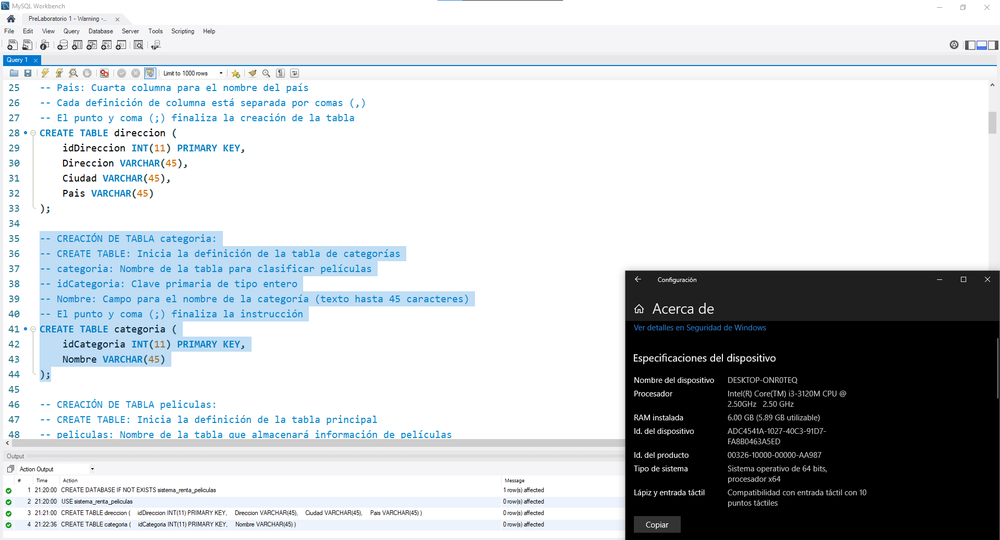 MySQL Workbench
PreLaboratorio 1 - Warning -...
File Edit View Query Database Server Tools Scripting Help
Query 1
Limit to 1000 rows
25 -- Pais: Cuarta columna para el nombre del país
26 -- Cada definición de columna está separada por comas (,)
27 -- El punto y coma (;) finaliza la creación de la tabla
28 CREATE TABLE direccion (
29 idDireccion INT(11) PRIMARY KEY,
30 Direccion VARCHAR(45),
31 Ciudad VARCHAR(45),
32 Pais VARCHAR(45)
33 );
34
35 -- CREACIÓN DE TABLA categoria:
36 -- CREATE TABLE: Inicia la definición de la tabla de categorías
37 -- categoria: Nombre de la tabla para clasificar películas
38 -- idCategoria: Clave primaria de tipo entero
39 -- Nombre: Campo para el nombre de la categoría (texto hasta 45 caracteres)
40 -- El punto y coma (;) finaliza la instrucción
41 CREATE TABLE categoria (
42 idCategoria INT(11) PRIMARY KEY,
43 Nombre VARCHAR(45)
44 );
45
46 -- CREACIÓN DE TABLA peliculas:
47 -- CREATE TABLE: Inicia la definición de la tabla principal
48 -- peliculas: Nombre de la tabla que almacenará información de películas
Output
Action Output
# Time Action Message
1 21:20:00 CREATE DATABASE IF NOT EXISTS sistema_renta_peliculas 1 row(s) affected
2 21:20:00 USE sistema_renta_peliculas 0 row(s) affected
3 21:21:00 CREATE TABLE direccion ( idDireccion INT(11) PRIMARY KEY, Direccion VARCHAR(45), Ciudad VARCHAR(45), Pais VARCHAR(45) ) 0 row(s) affected
4 21:22:36 CREATE TABLE categoria ( idCategoria INT(11) PRIMARY KEY, Nombre VARCHAR(45) ) 0 row(s) affected
Configuración
Acerca de
Ver detalles en Seguridad de Windows
Especificaciones del dispositivo
Nombre del dispositivo DESKTOP-ONR0TEQ
Procesador Intel(R) Core(TM) i3-3120M CPU @
2.50GHz 2.50 GHz
RAM instalada 6.00 GB (5.89 GB utilizable)
Id. del dispositivo ADC4541A-1027-40C3-91D7-
FA8B0463A5ED
Id. del producto 00326-10000-00000-AA987
Tipo de sistema Sistema operativo de 64 bits,
procesador x64
Lápiz y entrada táctil Compatibilidad con entrada táctil con 10
puntos táctiles
Copiar